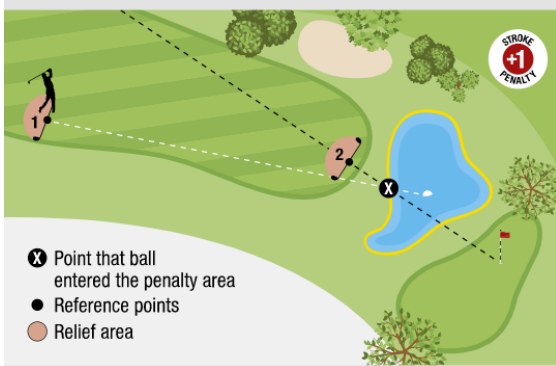 STROKE
+1
PENALTY
1
2
X
X Point that ball
entered the penalty area
Reference points
Relief area